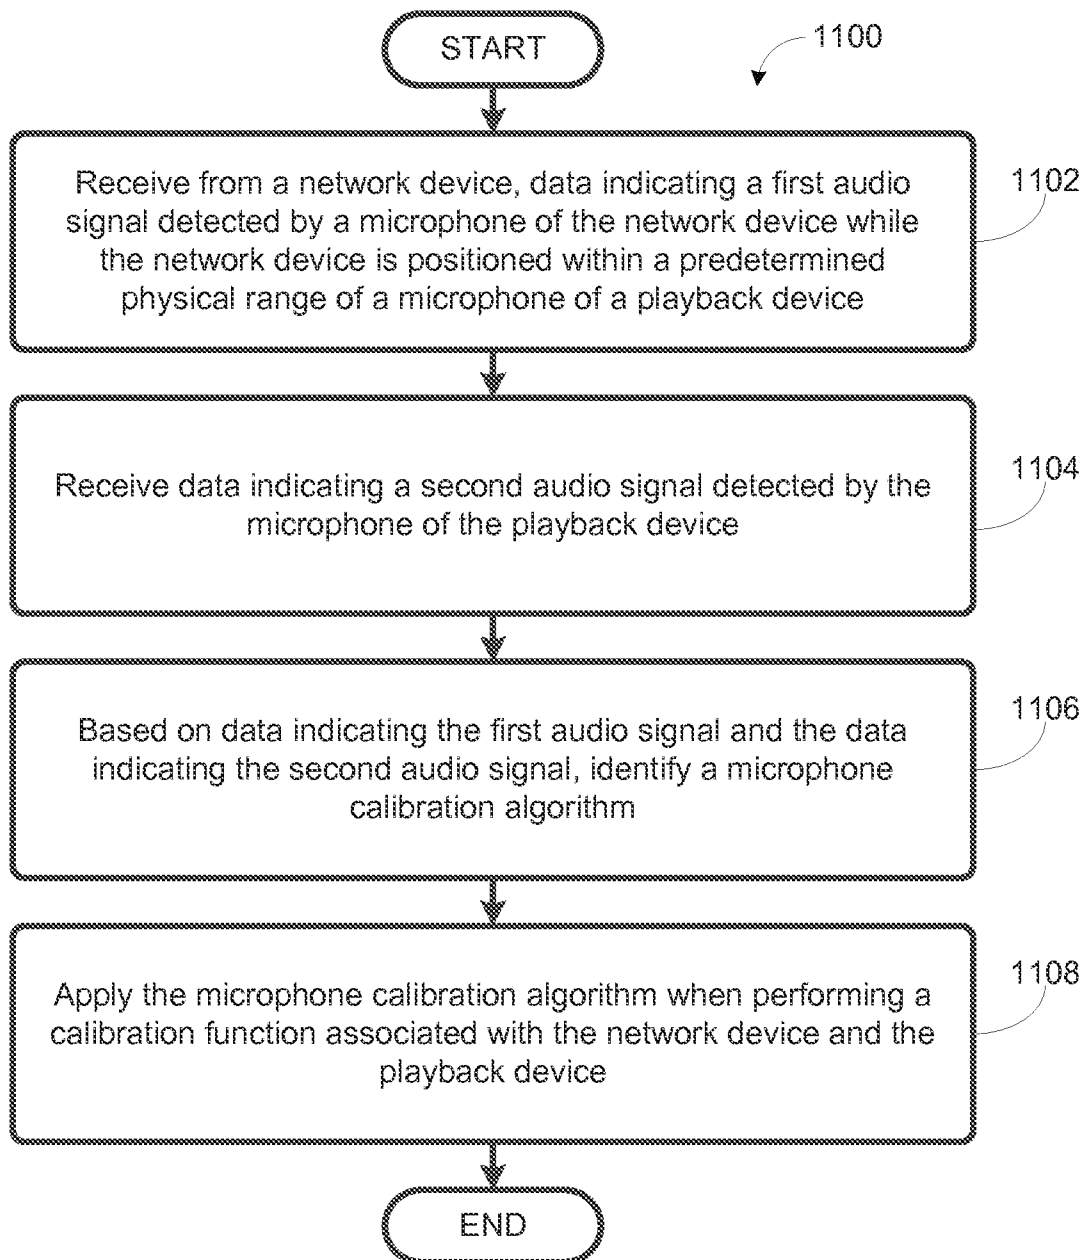 START
1100
Receive from a network device, data indicating a first audio
signal detected by a microphone of the network device while
the network device is positioned within a predetermined
physical range of a microphone of a playback device
1102
Receive data indicating a second audio signal detected by the
microphone of the playback device
1104
Based on data indicating the first audio signal and the data
indicating the second audio signal, identify a microphone
calibration algorithm
1106
Apply the microphone calibration algorithm when performing a
calibration function associated with the network device and the
playback device
1108
END